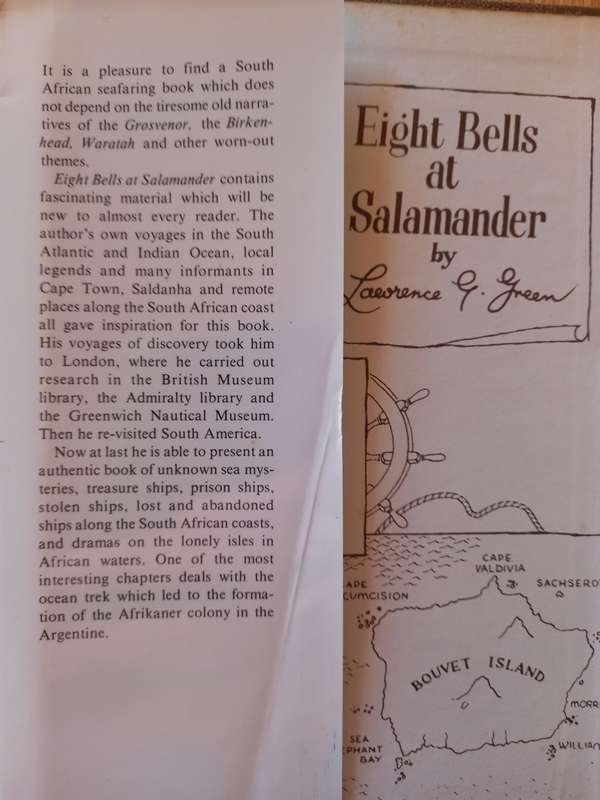 It is a pleasure to find a South
African seafaring book which does
not depend on the tiresome old narra-
tives of the Grosvenor, the Birken-
head, Waratah and other worn-out
themes.
Eight Bells at Salamander contains
fascinating material which will be
new to almost every reader. The
author's own voyages in the South
Atlantic and Indian Ocean, local
legends and many informants in
Cape Town, Saldanha and remote
places along the South African coast
all gave inspiration for this book.
His voyages of discovery took him
to London, where he carried out
research in the British Museum
library, the Admiralty library and
the Greenwich Nautical Museum.
Then he re-visited South America.
Now at last he is able to present an
authentic book of unknown sea mys-
teries, treasure ships, prison ships,
stolen ships, lost and abandoned
ships along the South African coasts,
and dramas on the lonely isles in
African waters. One of the most
interesting chapters deals with the
ocean trek which led to the forma-
tion of the Afrikaner colony in the
Argentine.
Eight Bells
at
Salamander
by
Lawrence G. Green
CAPE
VALDIVIA
APE
CUMCISION
SACHSERO
BOUVET ISLAND
MORR
SEA
EPHANT
BAY
WILLIAM